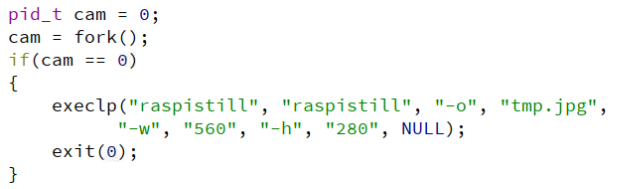 pid_t cam = 0;
cam = fork();
if(cam == 0)
{
    execlp("raspistill", "raspistill", "-o", "tmp.jpg",
          "-w", "560", "-h", "280", NULL);
    exit(0);
}